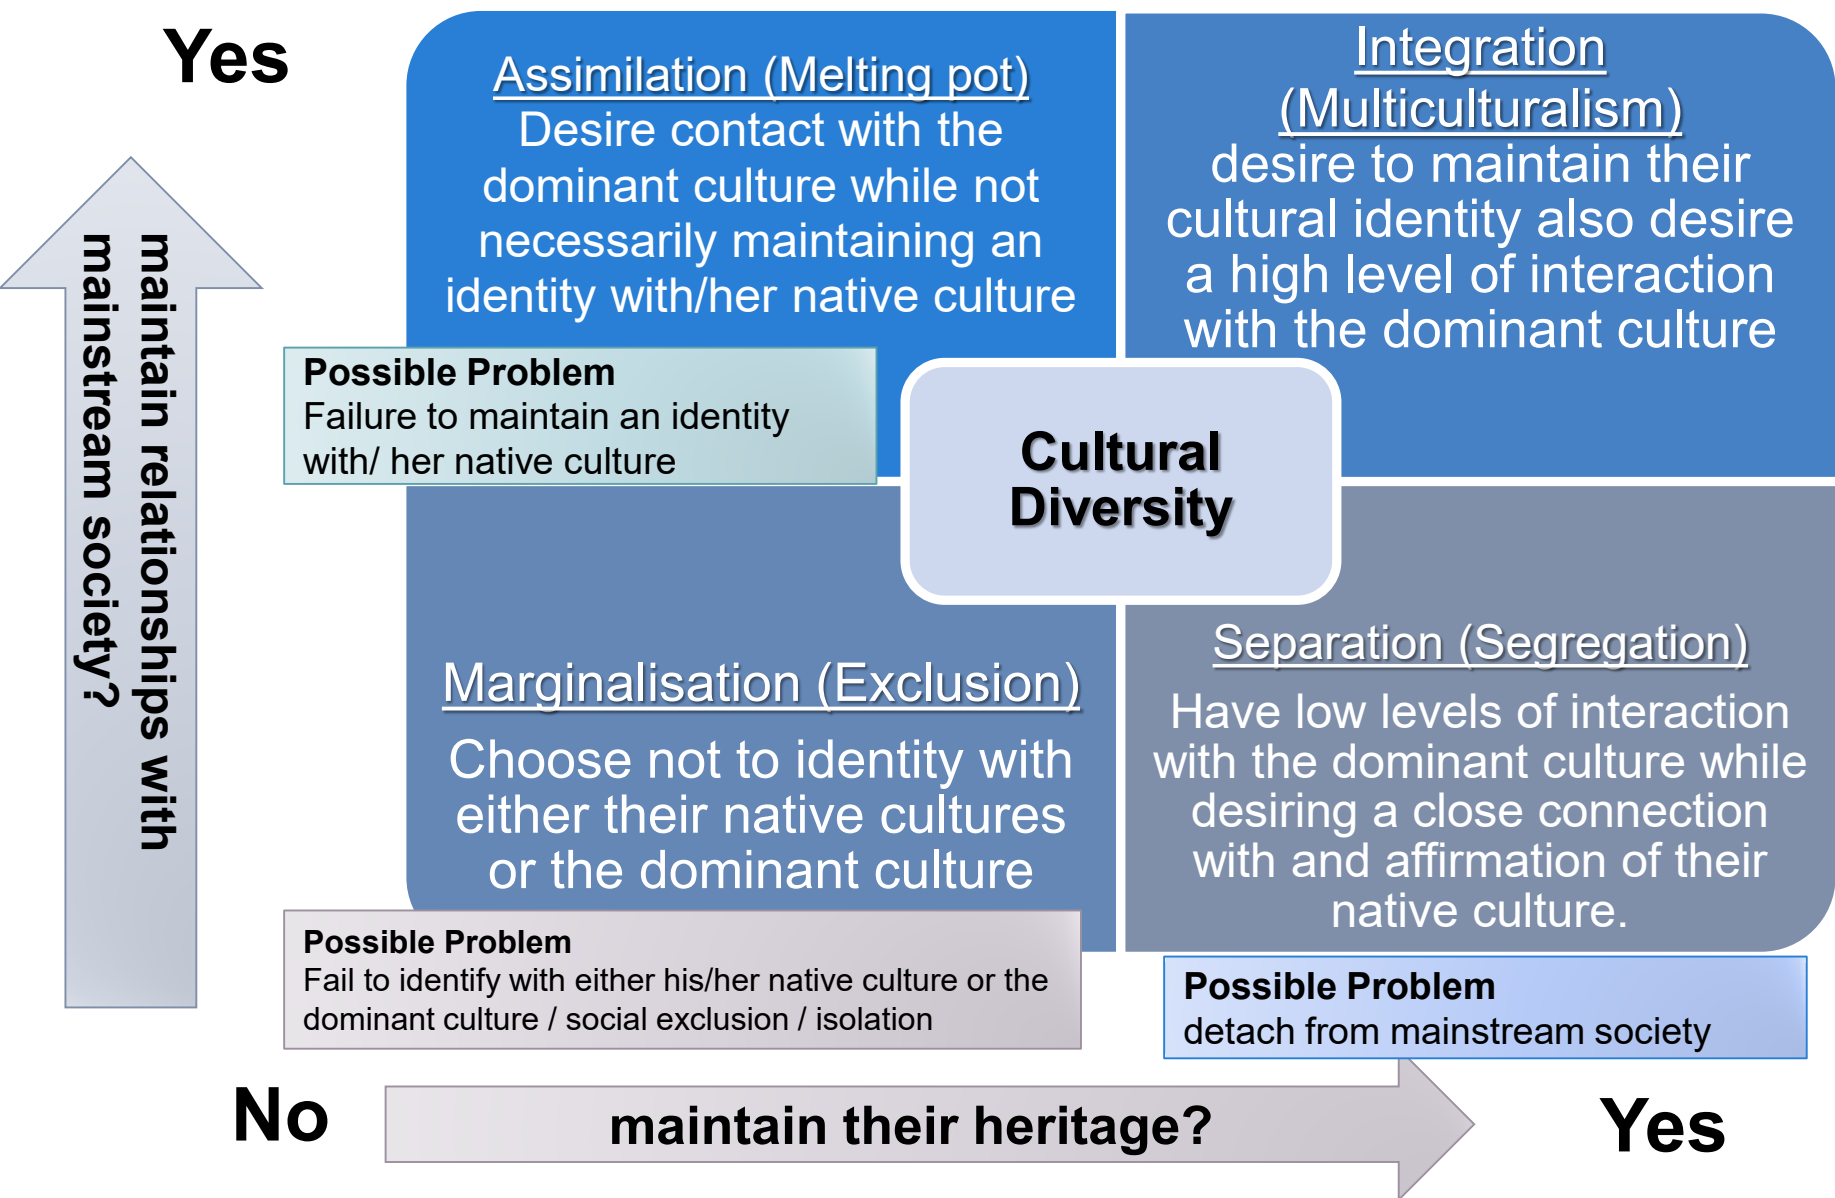 Yes
maintain relationships with
mainstream society?
Assimilation (Melting pot)
Desire contact with the
dominant culture while not
necessarily maintaining an
identity with/her native culture
Possible Problem
Failure to maintain an identity
with/ her native culture
Integration
(Multiculturalism)
desire to maintain their
cultural identity also desire
a high level of interaction
with the dominant culture
Cultural
Diversity
Marginalisation (Exclusion)
Choose not to identity with
either their native cultures
or the dominant culture
Possible Problem
Fail to identify with either his/her native culture or the
dominant culture / social exclusion / isolation
Separation (Segregation)
Have low levels of interaction
with the dominant culture while
desiring a close connection
with and affirmation of their
native culture.
Possible Problem
detach from mainstream society
No
maintain their heritage?
Yes